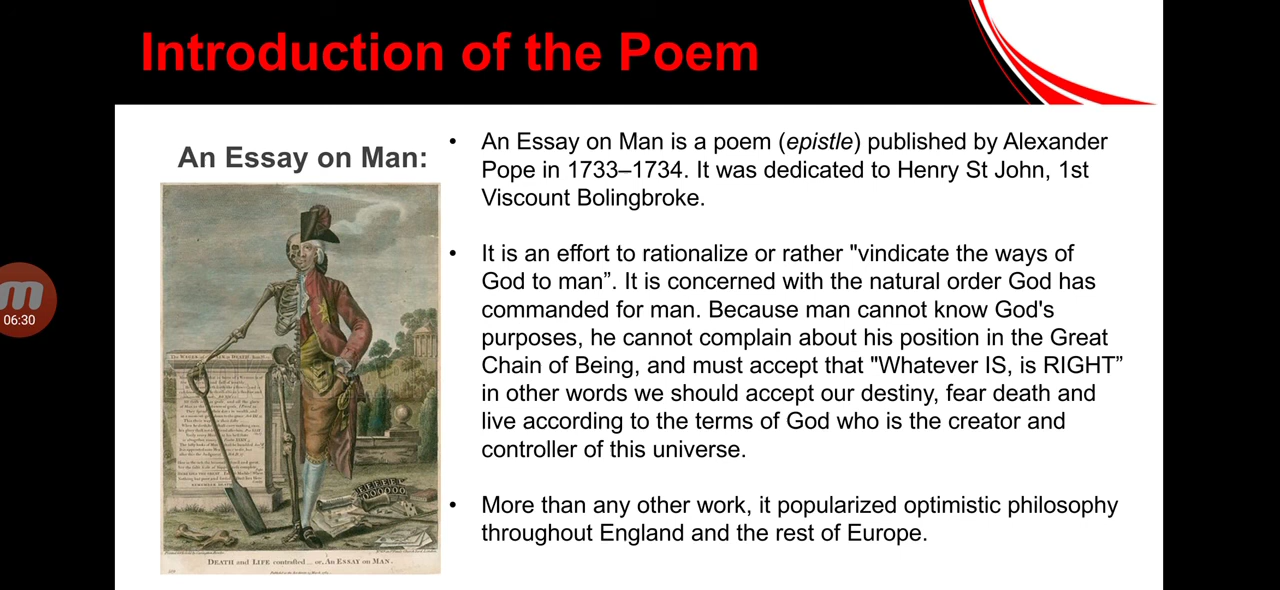 Introduction of the Poem
An Essay on Man:
• An Essay on Man is a poem (epistle) published by Alexander
Pope in 1733–1734. It was dedicated to Henry St John, 1st
Viscount Bolingbroke.
• It is an effort to rationalize or rather "vindicate the ways of
God to man”. It is concerned with the natural order God has
commanded for man. Because man cannot know God's
purposes, he cannot complain about his position in the Great
Chain of Being, and must accept that "Whatever IS, is RIGHT”
in other words we should accept our destiny, fear death and
live according to the terms of God who is the creator and
controller of this universe.
• More than any other work, it popularized optimistic philosophy
throughout England and the rest of Europe.
06:30
DEATH and LIFE contrasted ... or, An ESSAY on MAN.